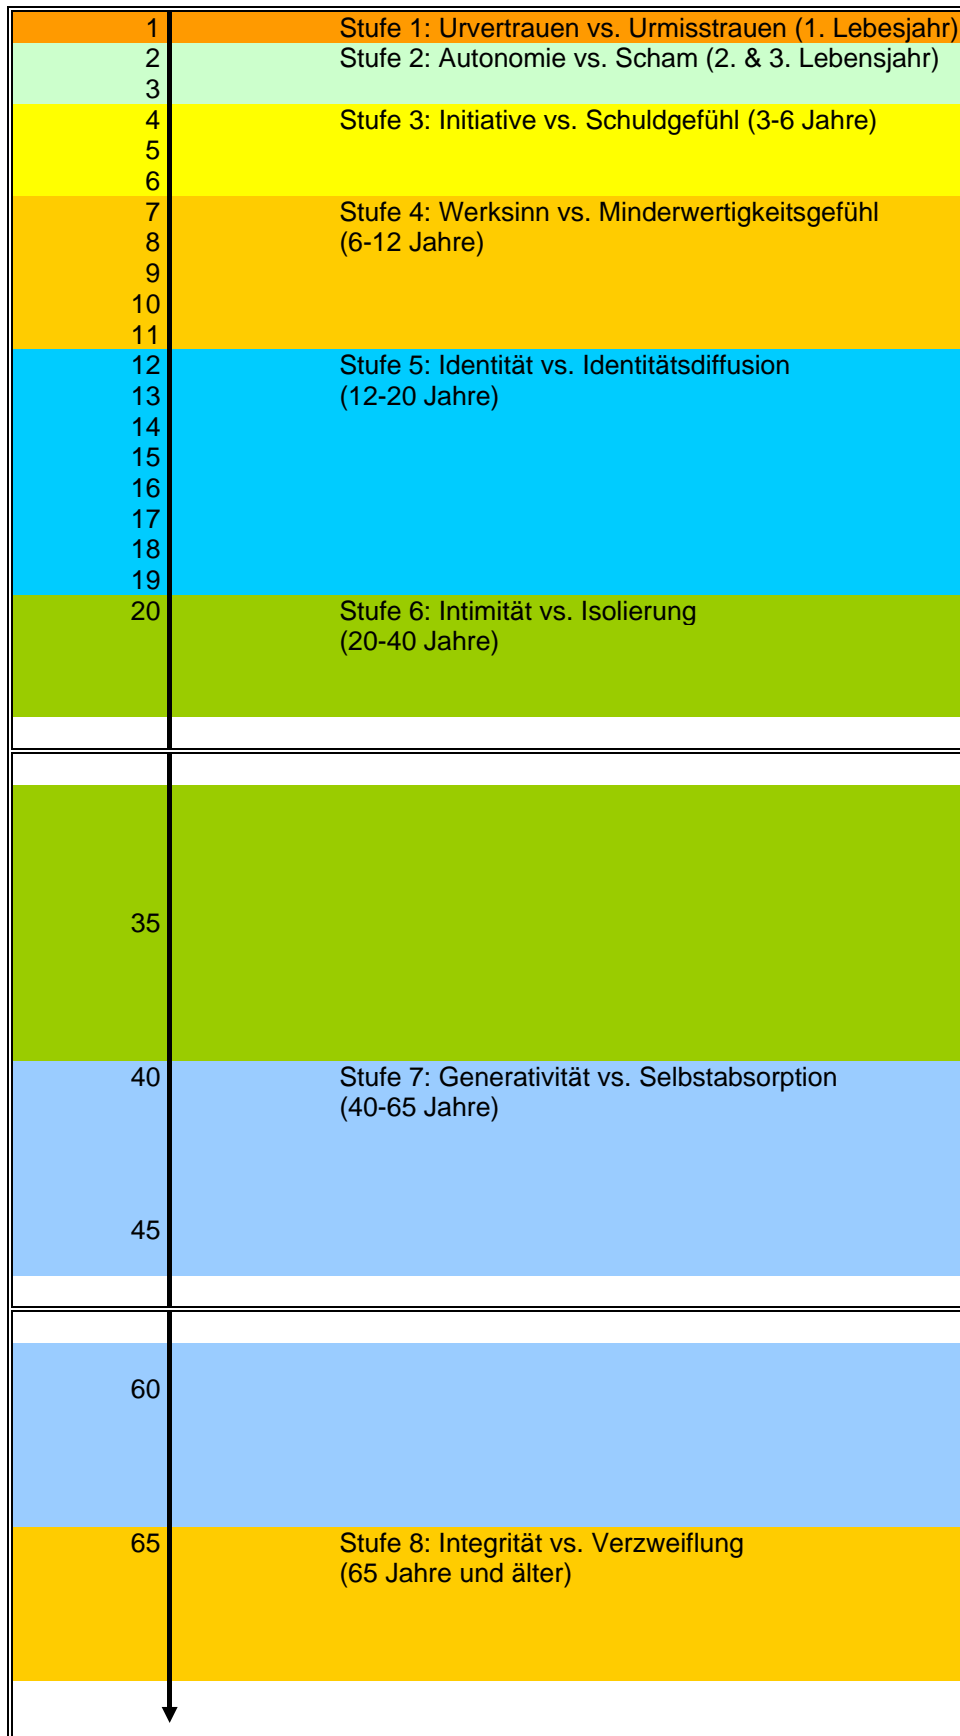 1 Stufe 1: Urvertrauen vs. Urmisstrauen (1. Lebesjahr)
2 Stufe 2: Autonomie vs. Scham (2. & 3. Lebensjahr)
3
4 Stufe 3: Initiative vs. Schuldgefühl (3-6 Jahre)
5
6
7 Stufe 4: Werksinn vs. Minderwertigkeitsgefühl
8 (6-12 Jahre)
9
10
11
12 Stufe 5: Identität vs. Identitätsdiffusion
13 (12-20 Jahre)
14
15
16
17
18
19
20 Stufe 6: Intimität vs. Isolierung
(20-40 Jahre)
35
40 Stufe 7: Generativität vs. Selbstabsorption
(40-65 Jahre)
45
60
65 Stufe 8: Integrität vs. Verzweiflung
(65 Jahre und älter)